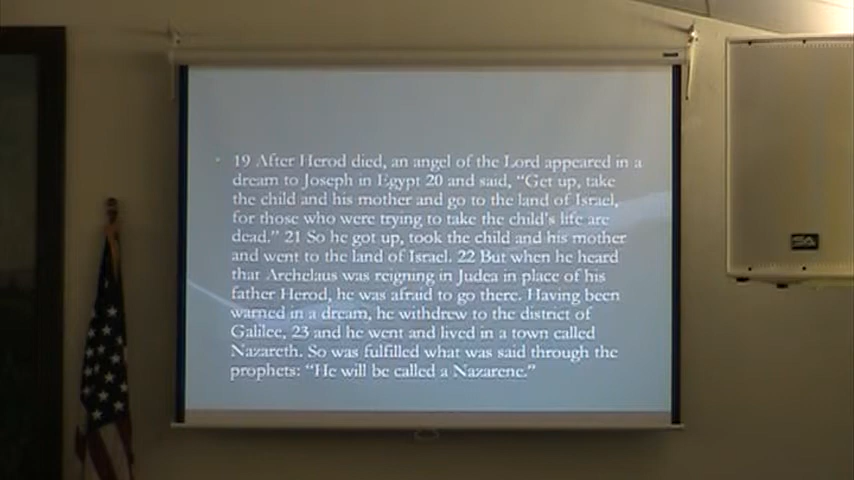 19 After Herod died, an angel of the Lord appeared in a
dream to Joseph in Egypt 20 and said, “Get up, take
the child and his mother and go to the land of Israel,
for those who were trying to take the child’s life are
dead.” 21 So he got up, took the child and his mother
and went to the land of Israel. 22 But when he heard
that Archelaus was reigning in Judea in place of his
father Herod, he was afraid to go there. Having been
warned in a dream, he withdrew to the district of
Galilee, 23 and he went and lived in a town called
Nazareth. So was fulfilled what was said through the
prophets: “He will be called a Nazarene.”
SA